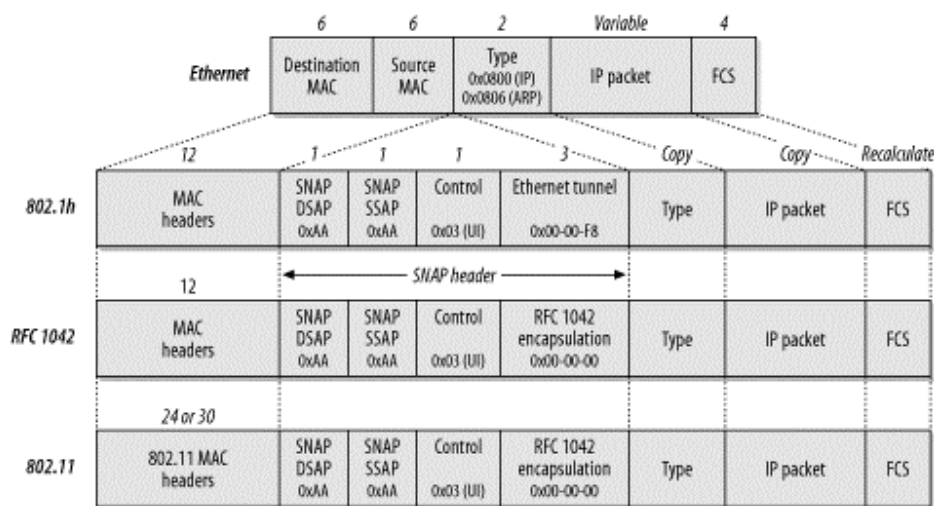 6 6 2 Variable 4
Ethernet
Destination
MAC
Source
MAC
Type
0x0800 (IP)
0x0806 (ARP)
IP packet
FCS
12 1 1 1 3 Copy Copy Recalculate
802.1h
MAC
headers
SNAP
DSAP
0xAA
SNAP
SSAP
0xAA
Control
0x03 (UI)
Ethernet tunnel
0x00-00-F8
Type
IP packet
FCS
SNAP header
12
RFC 1042
MAC
headers
SNAP
DSAP
0xAA
SNAP
SSAP
0xAA
Control
0x03 (UI)
RFC 1042
encapsulation
0x00-00-00
Type
IP packet
FCS
24 or 30
802.11
802.11 MAC
headers
SNAP
DSAP
0xAA
SNAP
SSAP
0xAA
Control
0x03 (UI)
RFC 1042
encapsulation
0x00-00-00
Type
IP packet
FCS